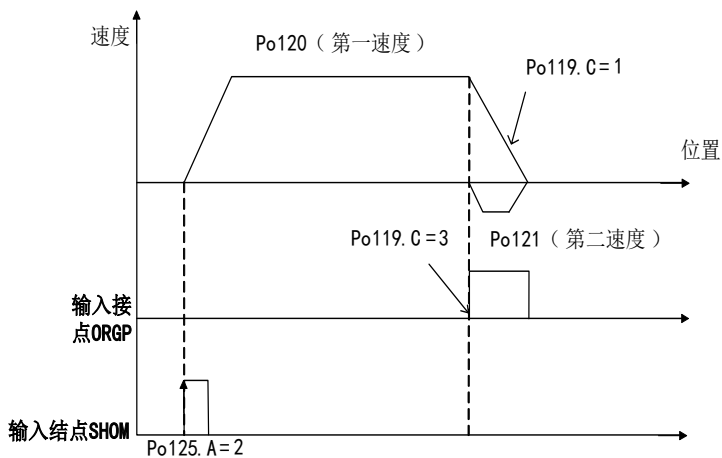 速度
Po120（第一速度）
Po119.C=1
位置
Po119.C=3
Po121（第二速度）
输入接
点ORGP
输入结点SHOM
Po125.A=2